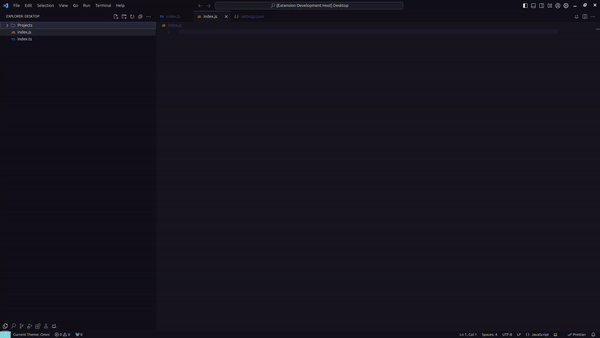 File Edit Selection View Go Run Terminal Help
[Extension Development Host] Desktop
EXPLORER: DESKTOP
Projects
index.js
index.ts
index.ts
index.js
settings.json
index.js
Current Theme: Omni
0 0
0
Ln 1, Col 1
Spaces: 4
UTF-8
LF
JavaScript
Prettier